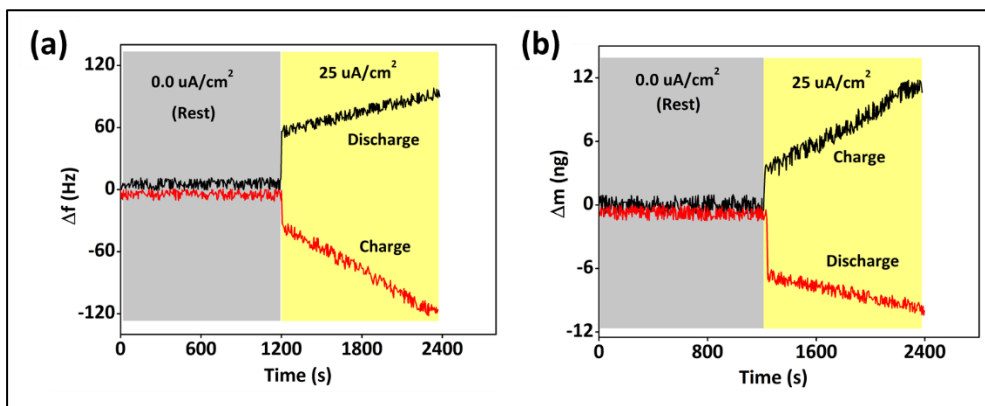 (a)
120
60
0
-60
-120
Δf (Hz)
0.0 uA/cm²
(Rest)
25 uA/cm²
Discharge
Charge
0
600
1200
1800
2400
Time (s)
(b)
12
6
0
-6
-12
Δm (ng)
0.0 uA/cm²
(Rest)
25 uA/cm²
Charge
Discharge
0
800
1600
2400
Time (s)